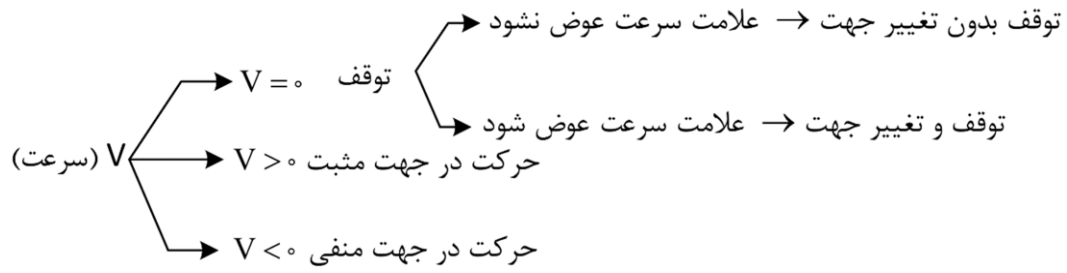 علامت سرعت عوض نشود → توقف بدون تغییر جهت
V = ۰ توقف
علامت سرعت عوض شود → توقف و تغییر جهت
V (سرعت)
V > ۰ حرکت در جهت مثبت
V < ۰ حرکت در جهت منفی